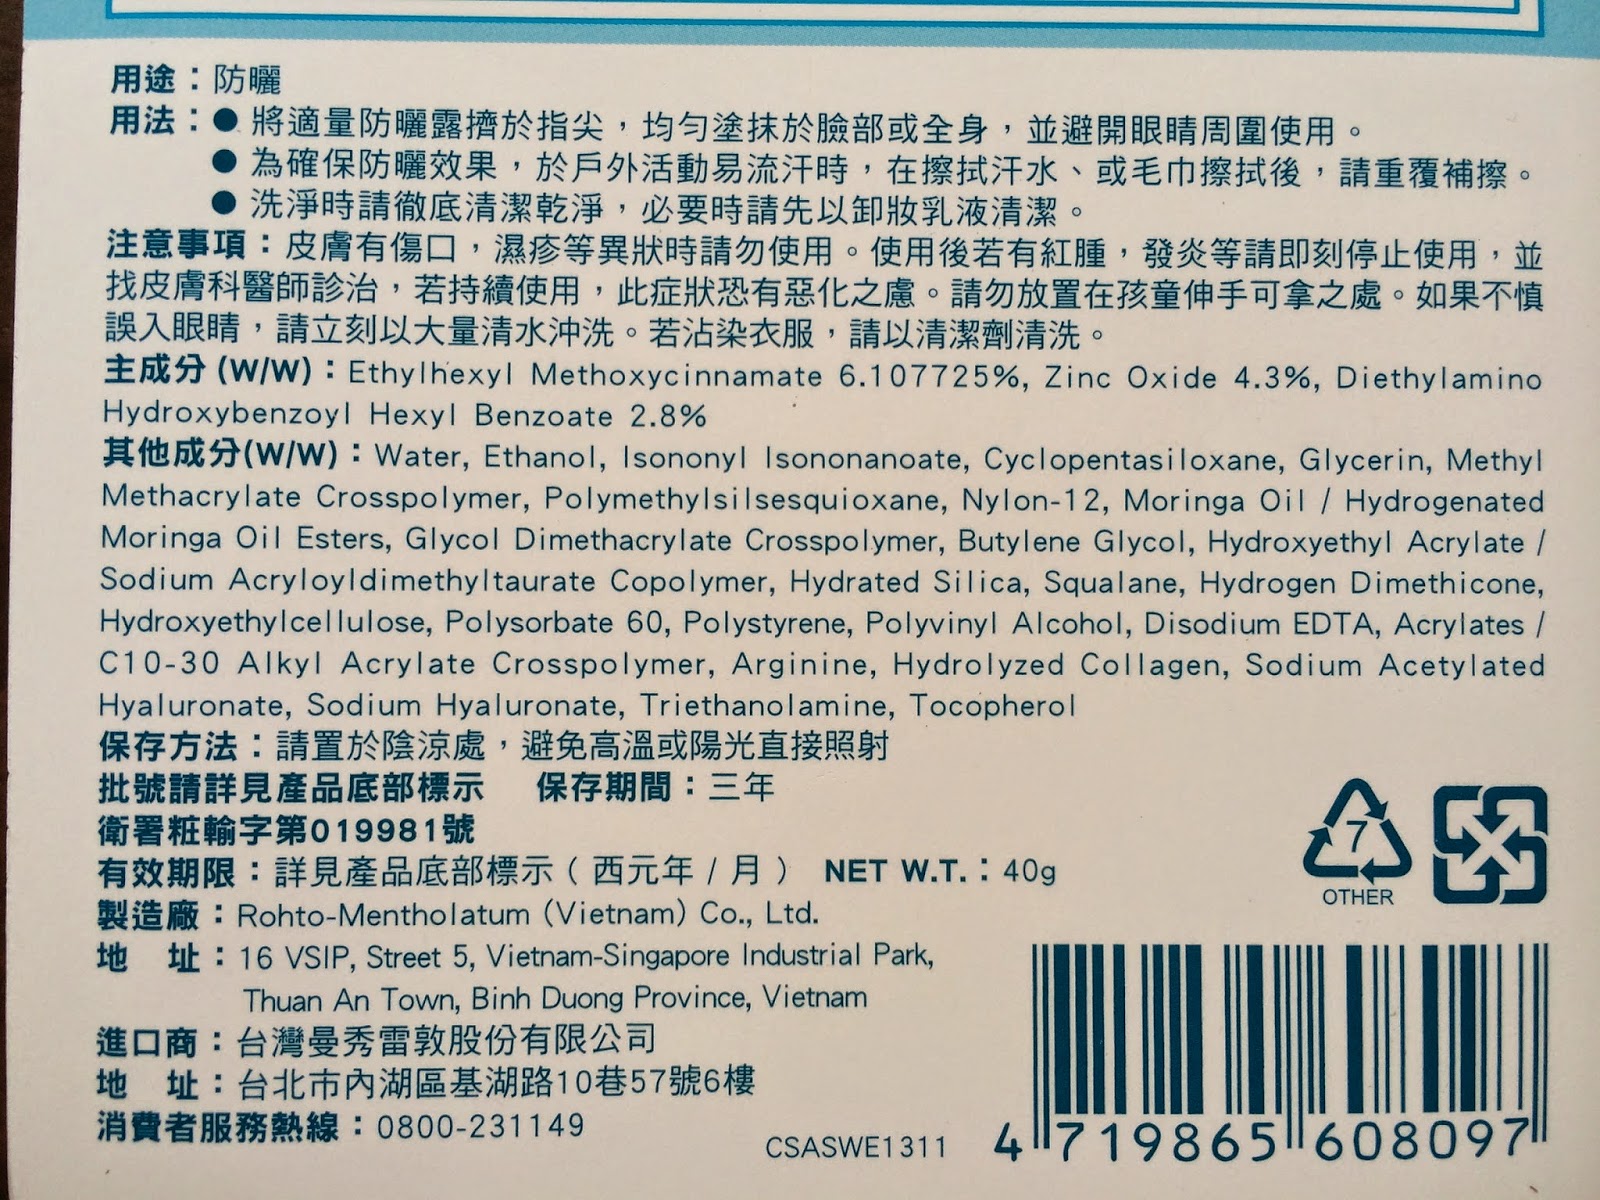 用途：防曬
用法：● 將適量防曬露擠於指尖，均勻塗抹於臉部或全身，並避開眼睛周圍使用。
● 為確保防曬效果，於戶外活動易流汗時，在擦拭汗水、或毛巾擦拭後，請重覆補擦。
● 洗淨時請徹底清潔乾淨，必要時請先以卸妝乳液清潔。
注意事項：皮膚有傷口，濕疹等異狀時請勿使用。使用後若有紅腫，發炎等請即刻停止使用，並
找皮膚科醫師診治，若持續使用，此症狀恐有惡化之慮。請勿放置在孩童伸手可拿之處。如果不慎
誤入眼睛，請立刻以大量清水沖洗。若沾染衣服，請以清潔劑清洗。
主成分 (W/W)：Ethylhexyl Methoxycinnamate 6.107725%, Zinc Oxide 4.3%, Diethylamino
Hydroxybenzoyl Hexyl Benzoate 2.8%
其他成分(W/W)：Water, Ethanol, Isononyl Isononanoate, Cyclopentasiloxane, Glycerin, Methyl
Methacrylate Crosspolymer, Polymethylsilsesquioxane, Nylon-12, Moringa Oil / Hydrogenated
Moringa Oil Esters, Glycol Dimethacrylate Crosspolymer, Butylene Glycol, Hydroxyethyl Acrylate /
Sodium Acryloyldimethyltaurate Copolymer, Hydrated Silica, Squalane, Hydrogen Dimethicone,
Hydroxyethylcellulose, Polysorbate 60, Polystyrene, Polyvinyl Alcohol, Disodium EDTA, Acrylates /
C10-30 Alkyl Acrylate Crosspolymer, Arginine, Hydrolyzed Collagen, Sodium Acetylated
Hyaluronate, Sodium Hyaluronate, Triethanolamine, Tocopherol
保存方法：請置於陰涼處，避免高溫或陽光直接照射
批號請詳見產品底部標示 保存期間：三年
衛署粧輸字第019981號
有效期限：詳見產品底部標示（西元年 / 月） NET W.T.：40g
製造廠：Rohto-Mentholatum (Vietnam) Co., Ltd.
地 址：16 VSIP, Street 5, Vietnam-Singapore Industrial Park,
Thuan An Town, Binh Duong Province, Vietnam
進口商：台灣曼秀雷敦股份有限公司
地 址：台北市內湖區基湖路10巷57號6樓
消費者服務熱線：0800-231149
7
OTHER
CSASWE1311
4 719865 608097